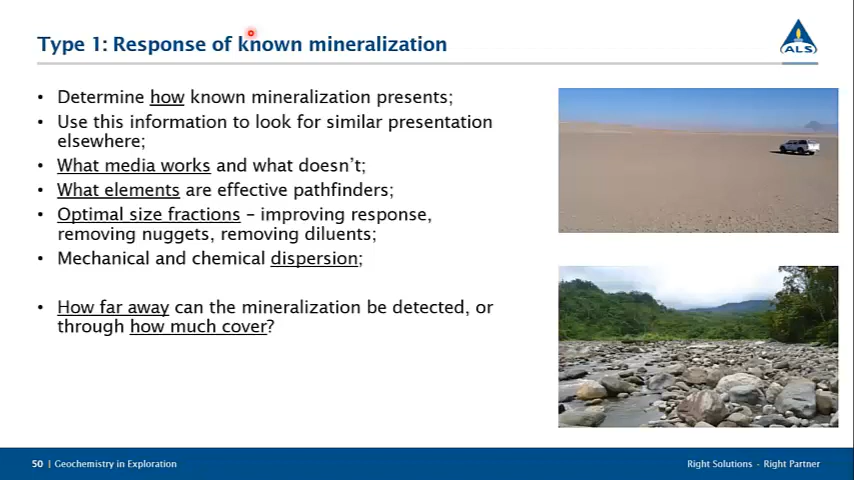 Type 1: Response of known mineralization
ALS
• Determine how known mineralization presents;
• Use this information to look for similar presentation
elsewhere;
• What media works and what doesn't;
• What elements are effective pathfinders;
• Optimal size fractions – improving response,
removing nuggets, removing diluents;
• Mechanical and chemical dispersion;
• How far away can the mineralization be detected, or
through how much cover?
50 | Geochemistry in Exploration
Right Solutions - Right Partner